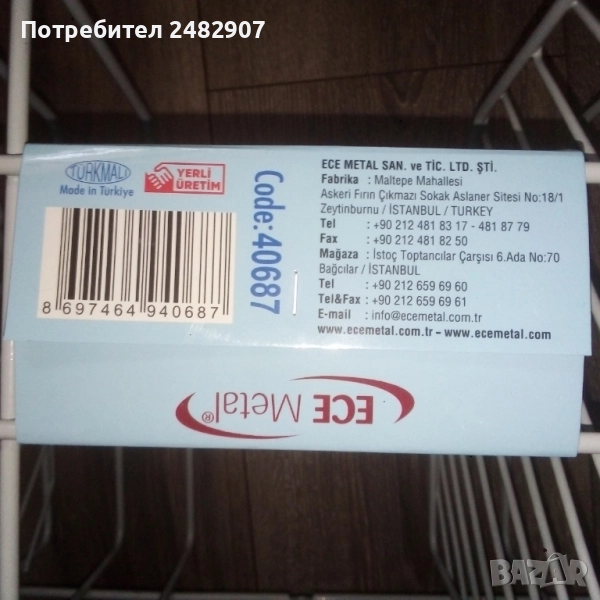 Потребител 2482907
TÜRKMALI
Made in Türkiye
YERLİ
ÜRETİM
8 697464 940687
Code:40687
ECE METAL SAN. ve TİC. LTD. ŞTİ.
Fabrika : Maltepe Mahallesi
Askeri Fırın Çıkmazı Sokak Aslaner Sitesi No:18/1
Zeytinburnu / İSTANBUL / TURKEY
Tel : +90 212 481 83 17 - 481 87 79
Fax : +90 212 481 82 50
Mağaza : İstoç Toptancılar Çarşısı 6.Ada No:70
Bağcılar / İSTANBUL
Tel : +90 212 659 69 60
Tel&Fax : +90 212 659 69 61
E-mail : info@ecemetal.com.tr
www.ecemetal.com.tr - www.ecemetal.com
ECE Metal®
BAZAR